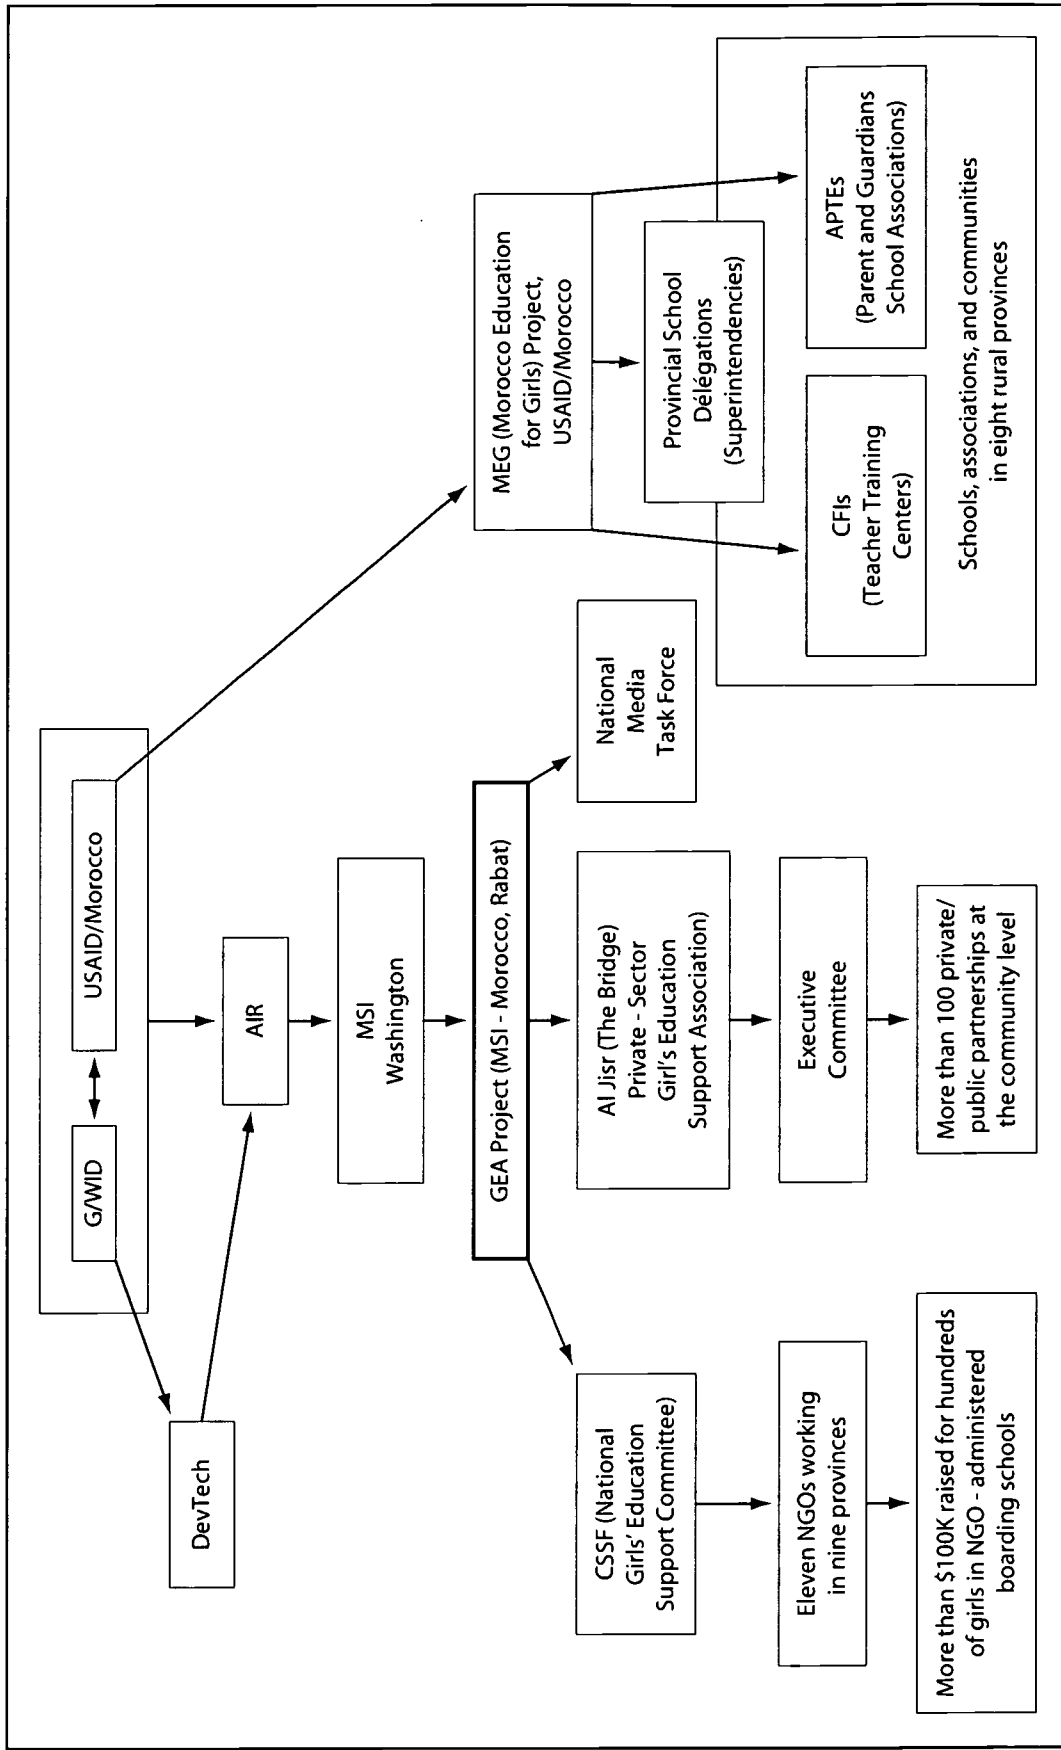 G/WID
USAID/Morocco
DevTech
AIR
MSI
Washington
GEA Project (MSI - Morocco, Rabat)
MEG (Morocco Education
for Girls) Project,
USAID/Morocco
CSSF (National
Girls' Education
Support Committee)
Al Jisr (The Bridge)
Private - Sector
Girl's Education
Support Association)
National
Media
Task Force
Provincial School
Délégations
(Superintendencies)
Eleven NGOs working
in nine provinces
Executive
Committee
CFIs
(Teacher Training
Centers)
APTEs
(Parent and Guardians
School Associations)
More than $100K raised for hundreds
of girls in NGO - administered
boarding schools
More than 100 private/
public partnerships at
the community level
Schools, associations, and communities
in eight rural provinces